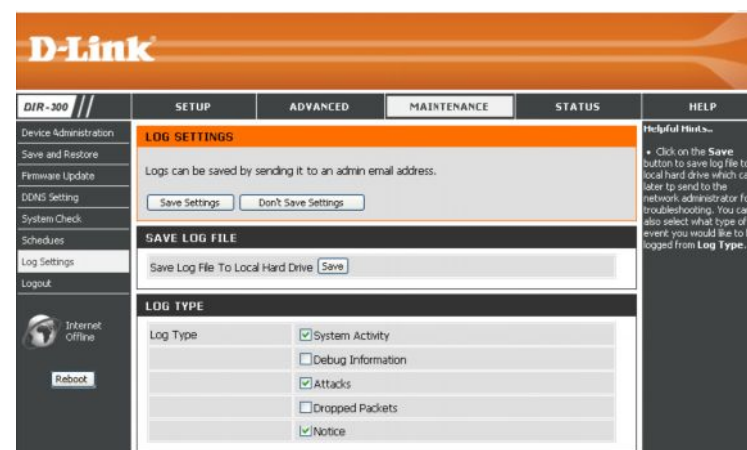 D-Link
DIR-300
SETUP
ADVANCED
MAINTENANCE
STATUS
HELP
Device Administration
Save and Restore
Firmware Update
DDNS Setting
System Check
Schedues
Log Settings
Logout
Internet
Offline
Reboot
LOG SETTINGS
Logs can be saved by sending it to an admin email address.
Save Settings
Don't Save Settings
SAVE LOG FILE
Save Log File To Local Hard Drive Save
LOG TYPE
Log Type
System Activity
Debug Information
Attacks
Dropped Packets
Notice
Helpful Hints..
• Click on the Save
button to save log file to
local hard drive which ca
later tp send to the
network administrator fo
troubleshooting. You ca
also select what type of
event you would like to
logged from Log Type.